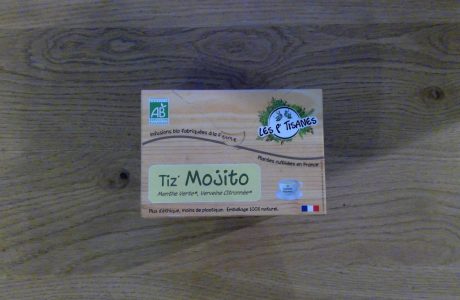 AB
LES P'TISANES
Infusions bio fabriquées à la
Plantes cultivées en France
Tiz' Mojito
Menthe Verte*, Verveine Citronnée*
Plus d'éthique, moins de plastique. Emballage 100% naturel.